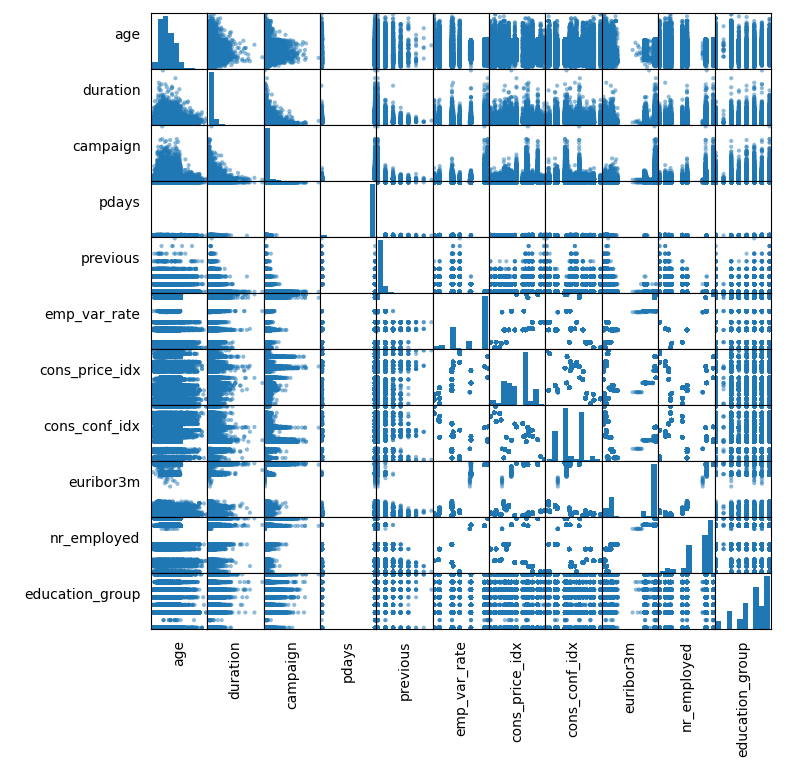 age
duration
campaign
pdays
previous
emp_var_rate
cons_price_idx
cons_conf_idx
euribor3m
nr_employed
education_group
age
duration
campaign
pdays
previous
emp_var_rate
cons_price_idx
cons_conf_idx
euribor3m
nr_employed
education_group